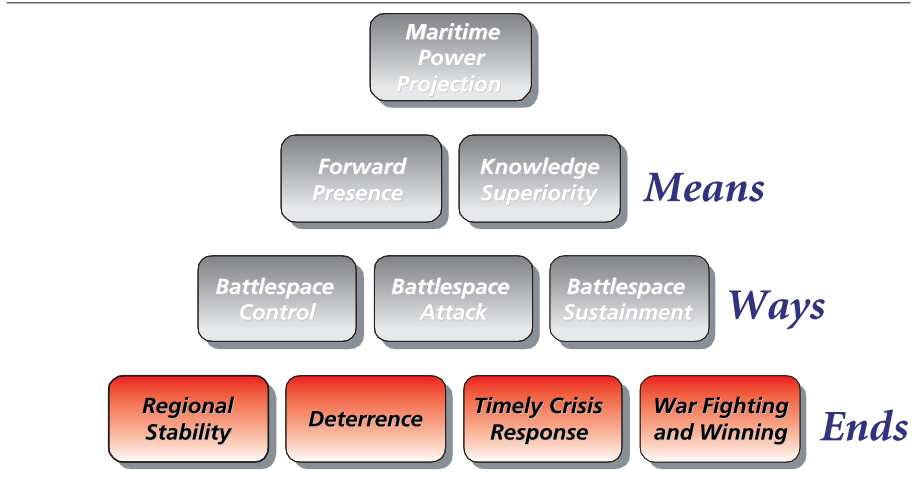 Maritime
Power
Projection
Forward
Presence
Knowledge
Superiority
Means
Battlespace
Control
Battlespace
Attack
Battlespace
Sustainment
Ways
Regional
Stability
Deterrence
Timely Crisis
Response
War Fighting
and Winning
Ends